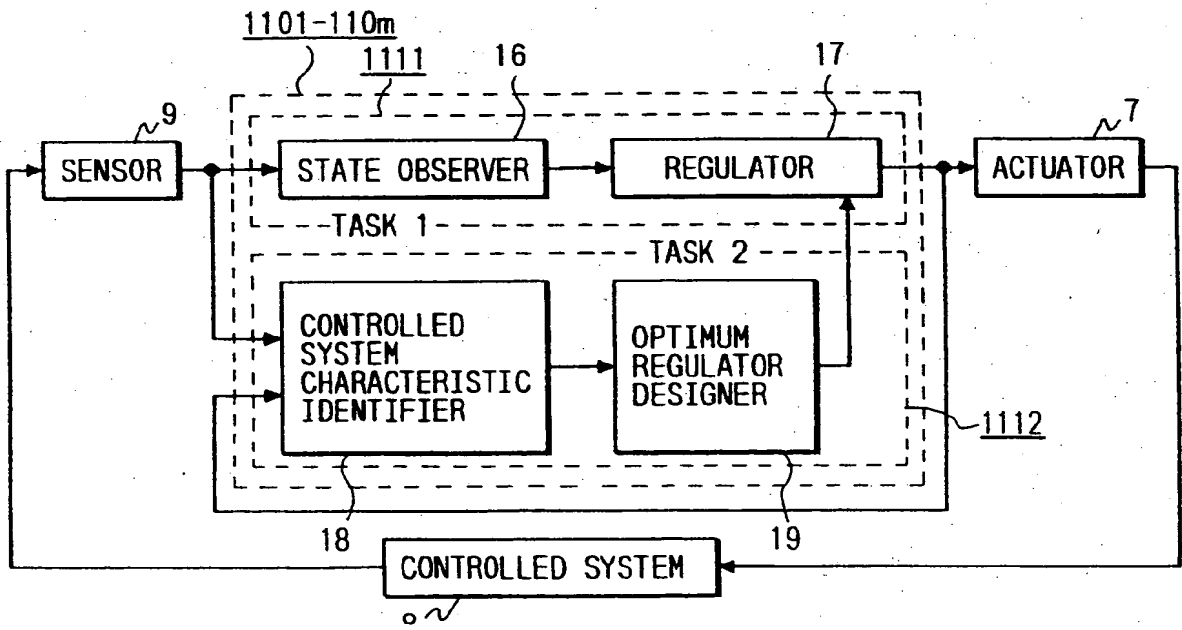 1101-110m
1111
16
17
9
7
SENSOR
STATE OBSERVER
REGULATOR
ACTUATOR
TASK 1
TASK 2
CONTROLLED
SYSTEM
CHARACTERISTIC
IDENTIFIER
OPTIMUM
REGULATOR
DESIGNER
1112
18
19
CONTROLLED SYSTEM
8